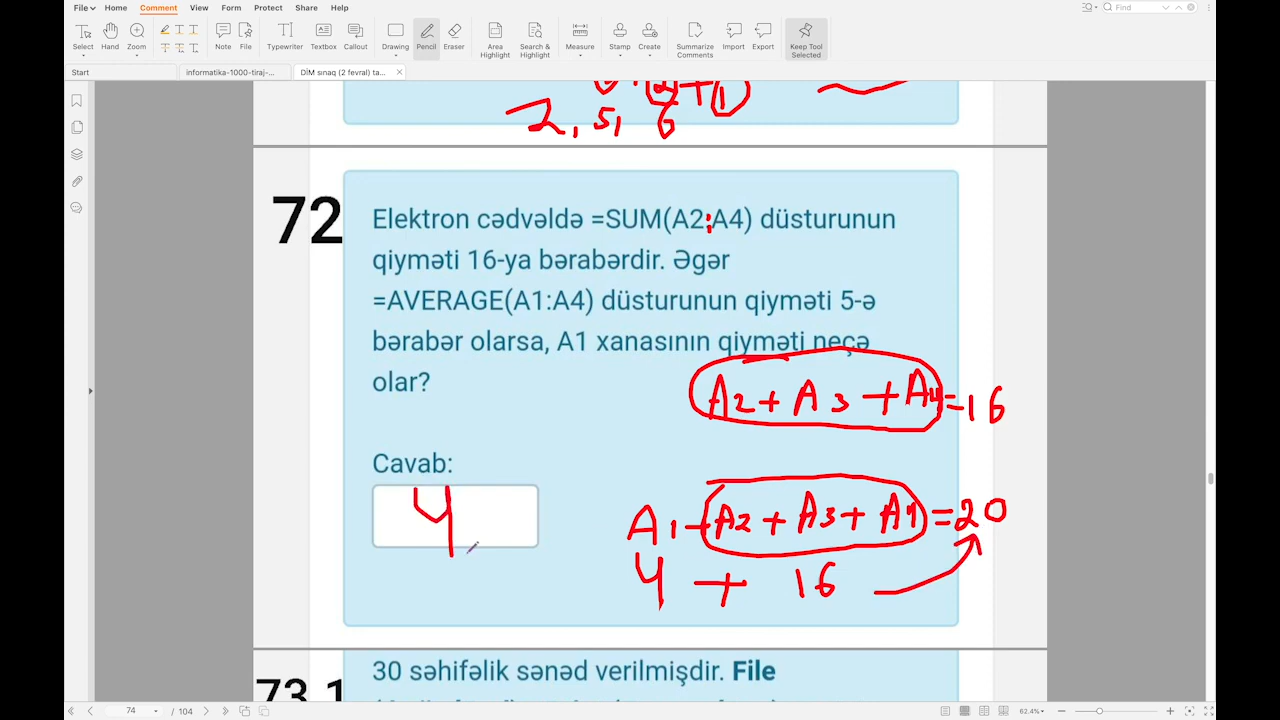 File Home Comment View Form Protect Share Help Find
Select Hand Zoom Note File Typewriter Textbox Callout Drawing Pencil Eraser Area Highlight Search & Highlight Measure Stamp Create Summarize Comments Import Export Keep Tool Selected
Start informatika-1000-tiraj-... DİM sınaq (2 fevral) ta...
2, 5, 6
72
Elektron cədvəldə =SUM(A2:A4) düsturunun
qiyməti 16-ya bərabərdir. Əgər
=AVERAGE(A1:A4) düsturunun qiyməti 5-ə
bərabər olarsa, A1 xanasının qiyməti neçə
olar?
A2+A3+A4=16
Cavab:
4
A1+A2+A3+A4=20
4 + 16
73.1
30 səhifəlik sənəd verilmişdir. File
74 / 104 62.4%